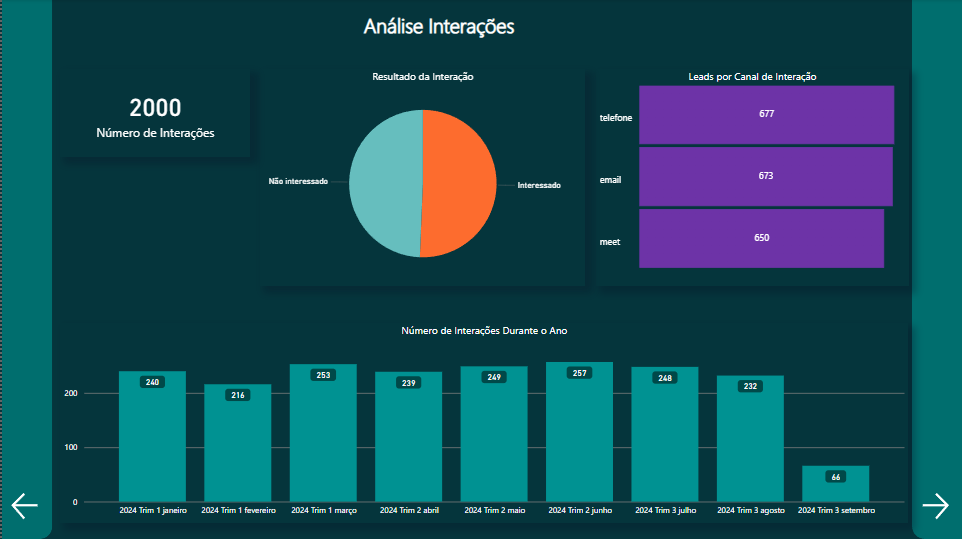 Análise Interações
2000
Número de Interações
Resultado da Interação
Não interessado
Interessado
Leads por Canal de Interação
telefone 677
email 673
meet 650
Número de Interações Durante o Ano
200
100
0
240 216 253 239 249 257 248 232 66
2024 Trim 1 janeiro 2024 Trim 1 fevereiro 2024 Trim 1 março 2024 Trim 2 abril 2024 Trim 2 maio 2024 Trim 2 junho 2024 Trim 3 julho 2024 Trim 3 agosto 2024 Trim 3 setembro